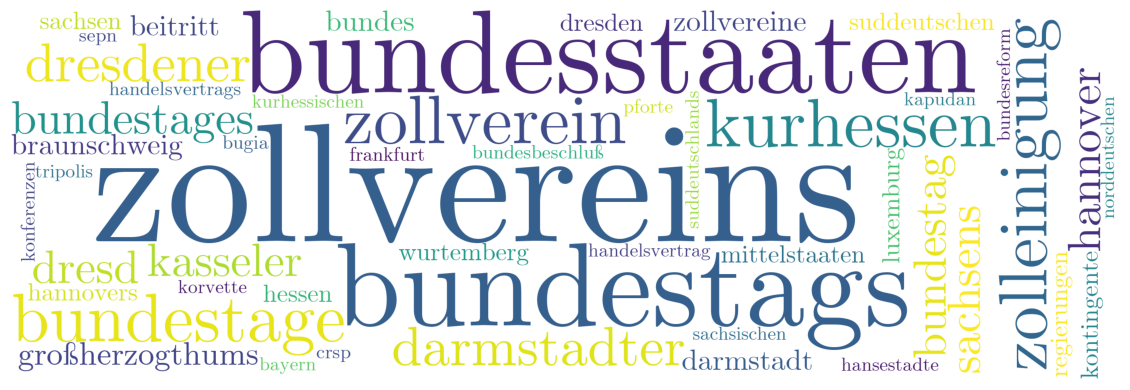 sachsen
sepn
beitritt
bundes
dresden
zollvereine
suddeutschen
dresdener
bundesstaaten
handelsvertrags
kurhessischen
pforte
kapudan
bundesreform
bundestages
zollverein
kurhessen
zolleinigung
hannover
braunschweig
bugia
frankfurt
bundesbeschluß
suddeutschlands
norddeutschen
tripolis
konferenzen
zollvereins
luxemburg
bundestag
sachsens
dresd
kasseler
wurtemberg
handelsvertrag
mittelstaaten
hannovers
korvette
hessen
bundestags
regierungen
kontingente
bundestage
großherzogthums
bayern
crsp
darmstadter
sachsischen
darmstadt
hansestadte